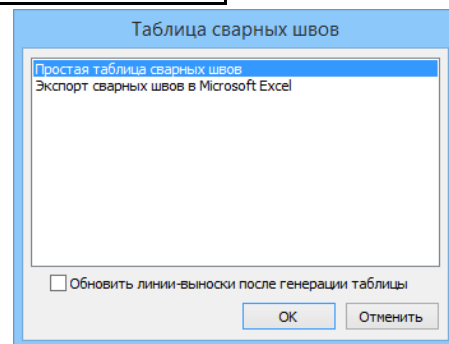 Таблица сварных швов
Простая таблица сварных швов
Экспорт сварных швов в Microsoft Excel
Обновить линии-выноски после генерации таблицы
OK
Отменить